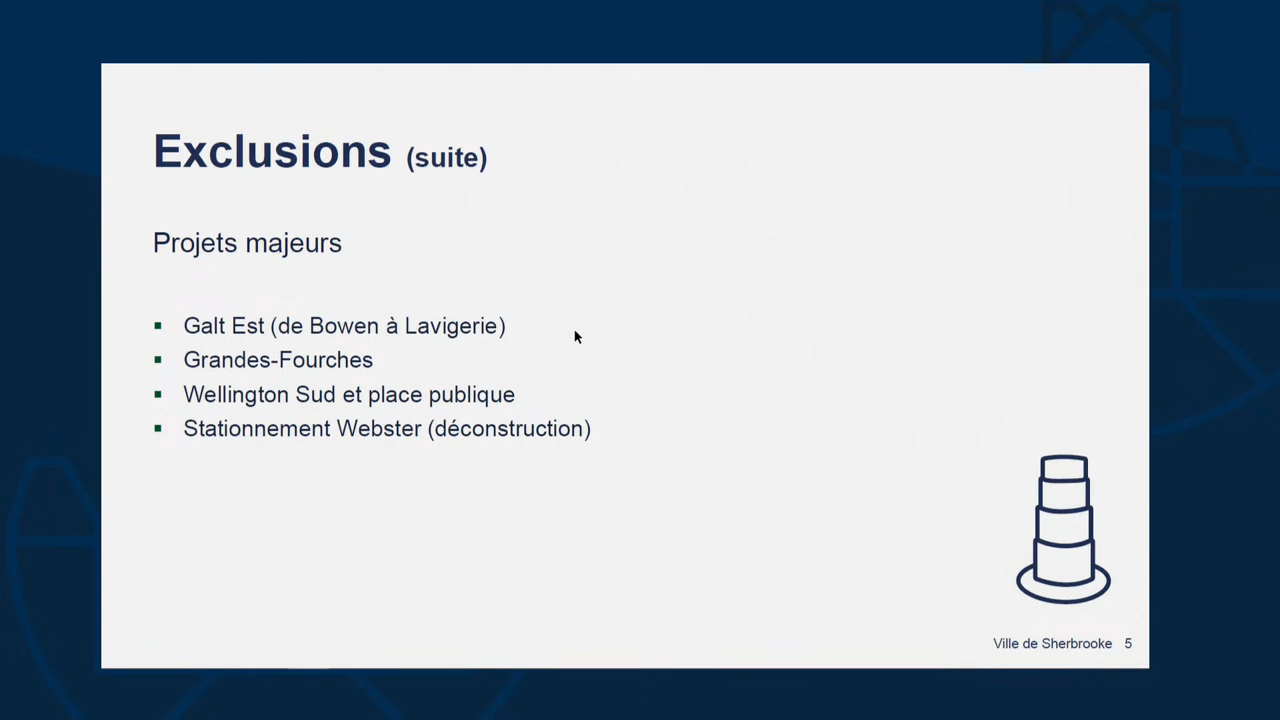 Exclusions (suite)
Projets majeurs
▪ Galt Est (de Bowen à Lavigerie)
▪ Grandes-Fourches
▪ Wellington Sud et place publique
▪ Stationnement Webster (déconstruction)
Ville de Sherbrooke 5